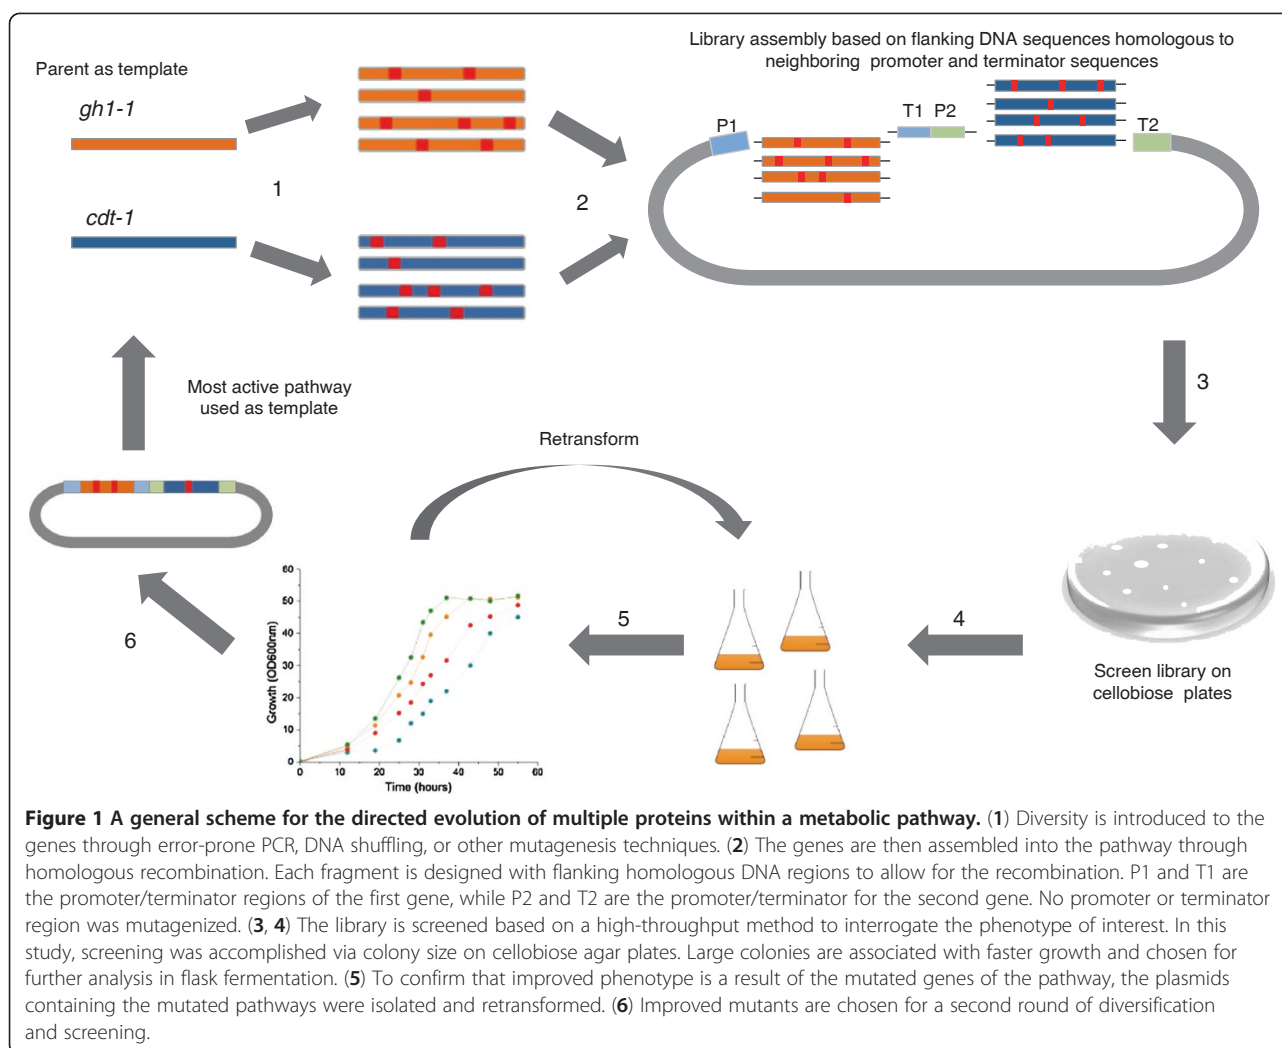 Library assembly based on flanking DNA sequences homologous to
neighboring promoter and terminator sequences
Parent as template
gh1-1
cdt-1
1
2
P1
T1 P2
T2
3
Most active pathway
used as template
Retransform
6
5
4
Screen library on
cellobiose plates
Growth (OD600nm)
60
50
40
30
20
10
0
0 10 20 30 40 50 60
Time (hours)
Figure 1 A general scheme for the directed evolution of multiple proteins within a metabolic pathway. (1) Diversity is introduced to the
genes through error-prone PCR, DNA shuffling, or other mutagenesis techniques. (2) The genes are then assembled into the pathway through
homologous recombination. Each fragment is designed with flanking homologous DNA regions to allow for the recombination. P1 and T1 are
the promoter/terminator regions of the first gene, while P2 and T2 are the promoter/terminator for the second gene. No promoter or terminator
region was mutagenized. (3, 4) The library is screened based on a high-throughput method to interrogate the phenotype of interest. In this
study, screening was accomplished via colony size on cellobiose agar plates. Large colonies are associated with faster growth and chosen for
further analysis in flask fermentation. (5) To confirm that improved phenotype is a result of the mutated genes of the pathway, the plasmids
containing the mutated pathways were isolated and retransformed. (6) Improved mutants are chosen for a second round of diversification
and screening.